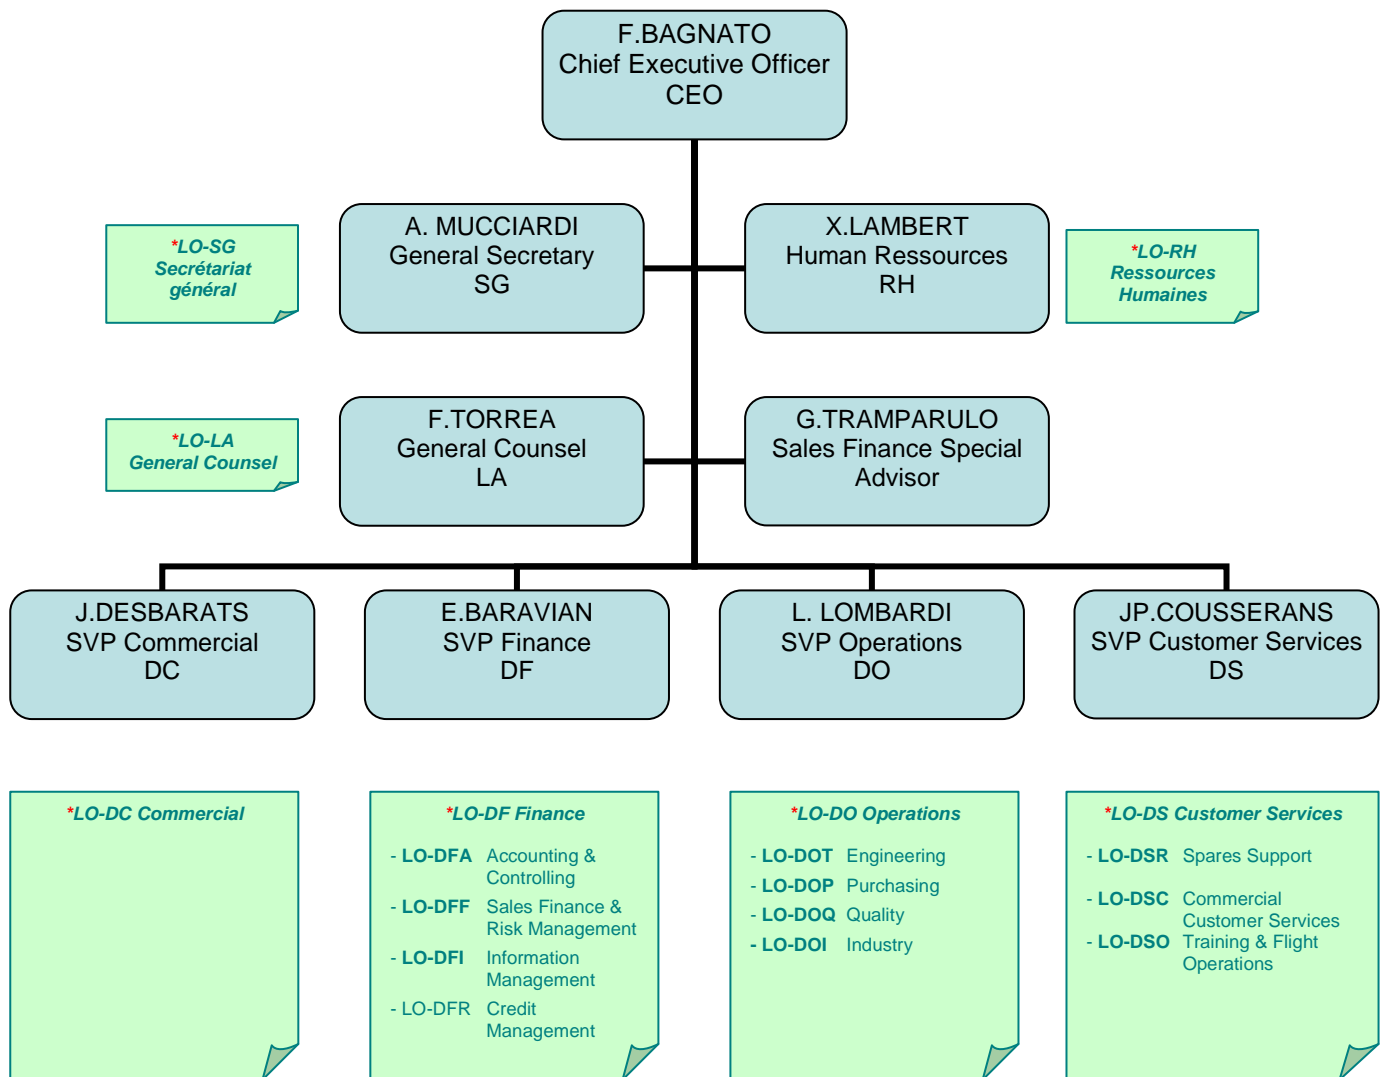 F.BAGNATO
Chief Executive Officer
CEO
*LO-SG
Secrétariat
général
A. MUCCIARDI
General Secretary
SG
X.LAMBERT
Human Ressources
RH
*LO-RH
Ressources
Humaines
*LO-LA
General Counsel
F.TORREA
General Counsel
LA
G.TRAMPARULO
Sales Finance Special
Advisor
J.DESBARATS
SVP Commercial
DC
E.BARAVIAN
SVP Finance
DF
L. LOMBARDI
SVP Operations
DO
JP.COUSSERANS
SVP Customer Services
DS
*LO-DC Commercial
*LO-DF Finance
- LO-DFA Accounting &
Controlling
- LO-DFF Sales Finance &
Risk Management
- LO-DFI Information
Management
- LO-DFR Credit
Management
*LO-DO Operations
- LO-DOT Engineering
- LO-DOP Purchasing
- LO-DOQ Quality
- LO-DOI Industry
*LO-DS Customer Services
- LO-DSR Spares Support
- LO-DSC Commercial
Customer Services
- LO-DSO Training & Flight
Operations